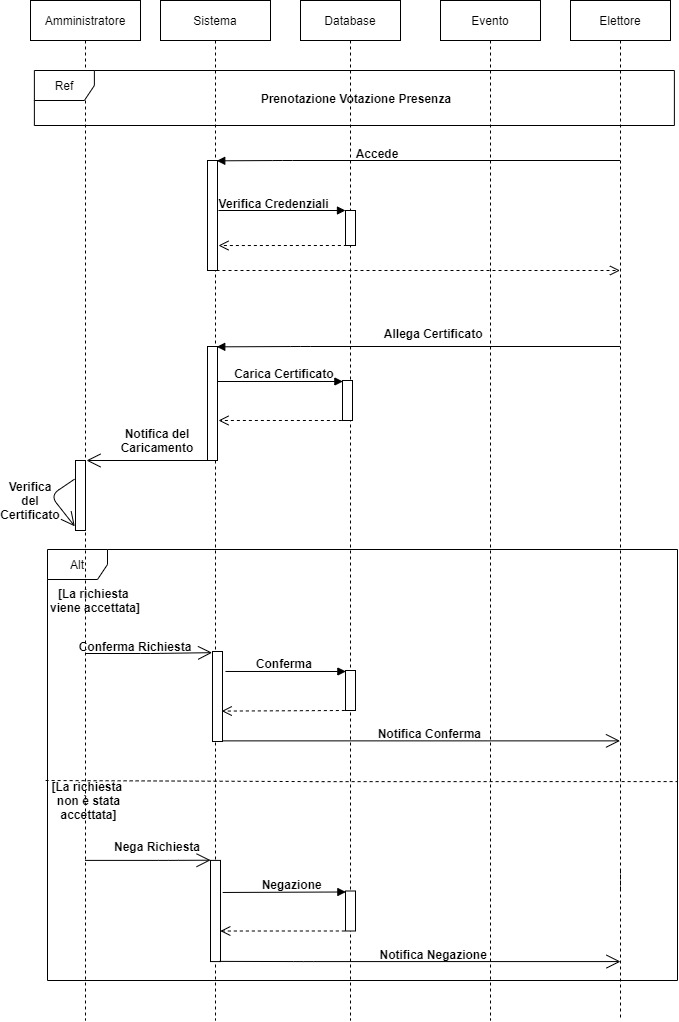 Amministratore
Sistema
Database
Evento
Elettore
Ref
Prenotazione Votazione Presenza
Accede
Verifica Credenziali
Allega Certificato
Carica Certificato
Notifica del
Caricamento
Verifica
del
Certificato
Alt
[La richiesta
viene accettata]
Conferma Richiesta
Conferma
Notifica Conferma
[La richiesta
non è stata
accettata]
Nega Richiesta
Negazione
Notifica Negazione